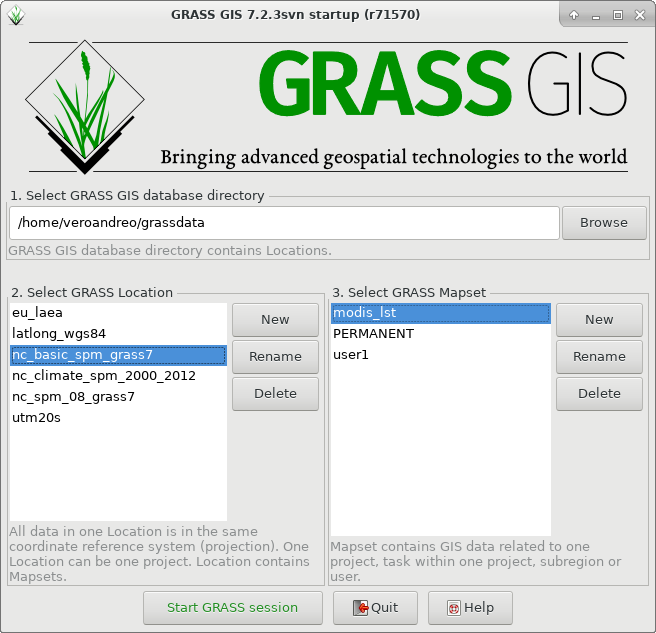 GRASS GIS 7.2.3svn startup (r71570)
GRASS GIS
Bringing advanced geospatial technologies to the world
1. Select GRASS GIS database directory
/home/veroandreo/grassdata
Browse
GRASS GIS database directory contains Locations.
2. Select GRASS Location
eu_laea
latlong_wgs84
nc_basic_spm_grass7
nc_climate_spm_2000_2012
nc_spm_08_grass7
utm20s
New
Rename
Delete
All data in one Location is in the same
coordinate reference system (projection). One
Location can be one project. Location contains
Mapsets.
3. Select GRASS Mapset
modis_lst
PERMANENT
user1
New
Rename
Delete
Mapset contains GIS data related to one
project, task within one project, subregion or
user.
Start GRASS session
Quit
Help